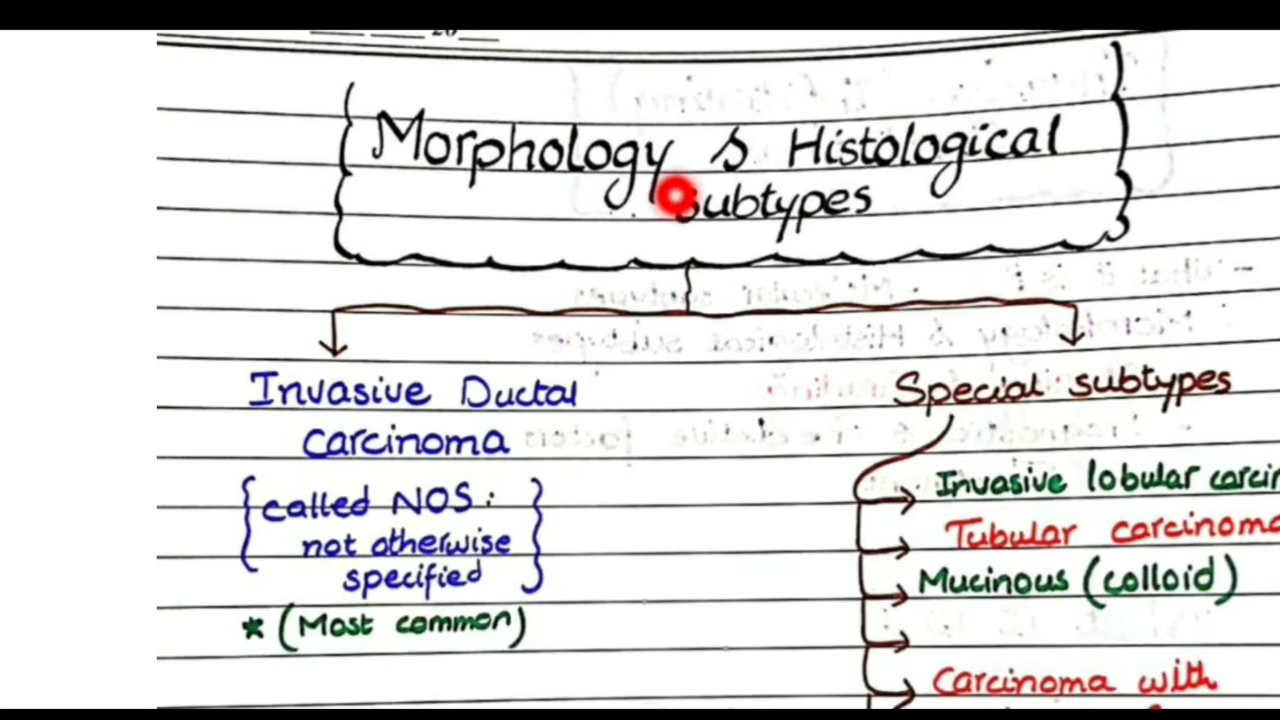 Morphology & Histological
subtypes
Invasive Ductal
carcinoma
{called NOS:
not otherwise
specified}
* (Most common)
Special subtypes
Invasive lobular carcin
Tubular carcinoma
Mucinous (colloid)
Carcinoma with